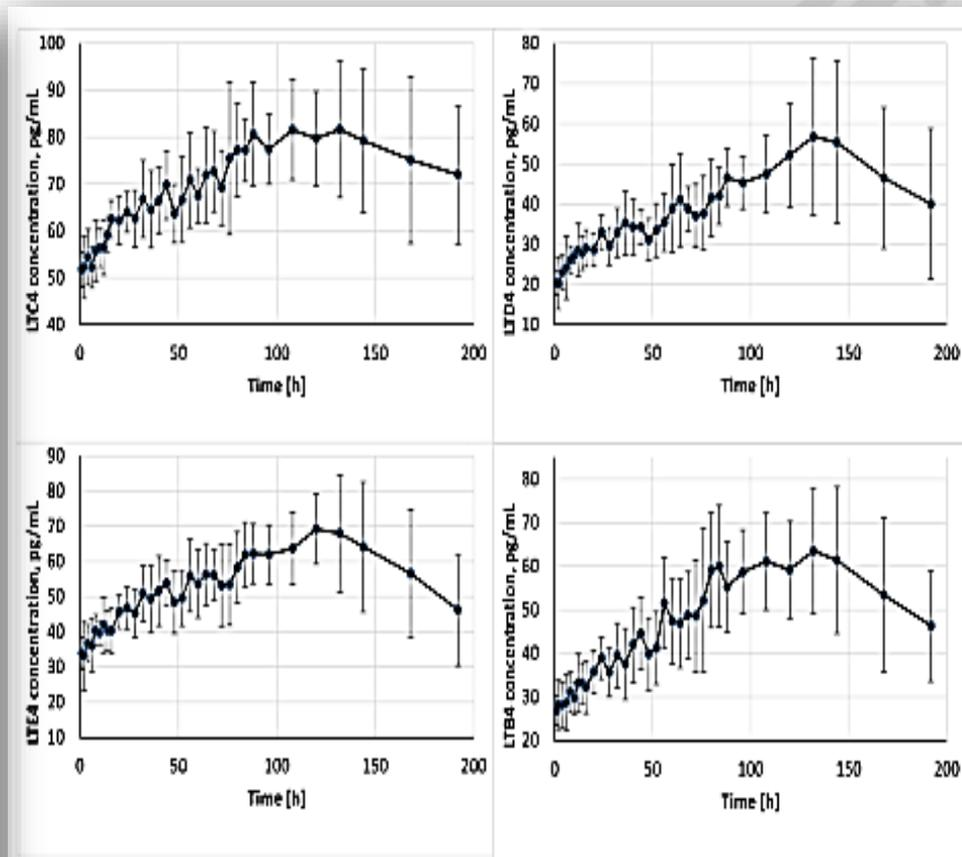 100
90
80
70
60
50
40
LTC4 concentration, pg/mL
0 50 100 150 200
Time [h]
80
70
60
50
40
30
20
10
LTD4 concentration, pg/mL
0 50 100 150 200
Time [h]
90
80
70
60
50
40
30
20
10
LTE4 concentration, pg/mL
0 50 100 150 200
Time [h]
80
70
60
50
40
30
20
LTB4 concentration, pg/mL
0 50 100 150 200
Time [h]